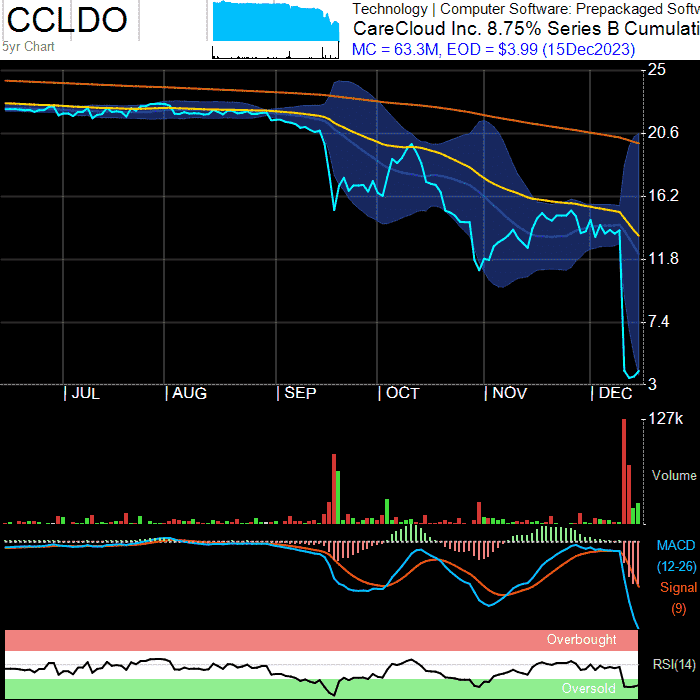 CCLDO
5yr Chart
Technology | Computer Software: Prepackaged Softw
CareCloud Inc. 8.75% Series B Cumulati
MC = 63.3M, EOD = $3.99 (15Dec2023)
25
20.6
16.2
11.8
7.4
3
| JUL | AUG | SEP | OCT | NOV | DEC
127k
Volume
MACD
(12-26)
Signal
(9)
Overbought
RSI(14)
Oversold